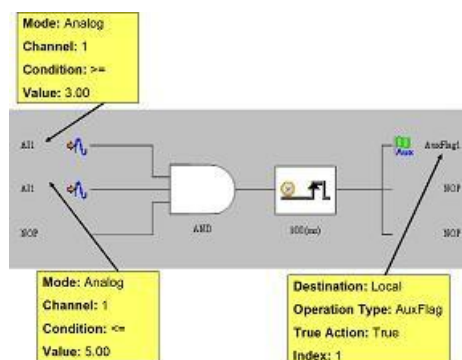 Mode: Analog
Channel: 1
Condition: >=
Value: 3.00
AI1
Aux
AuxFlag1
AI1
NOP
NOP
AND
100(ms)
NOP
Mode: Analog
Channel: 1
Condition: <=
Value: 5.00
Destination: Local
Operation Type: AuxFlag
True Action: True
Index: 1